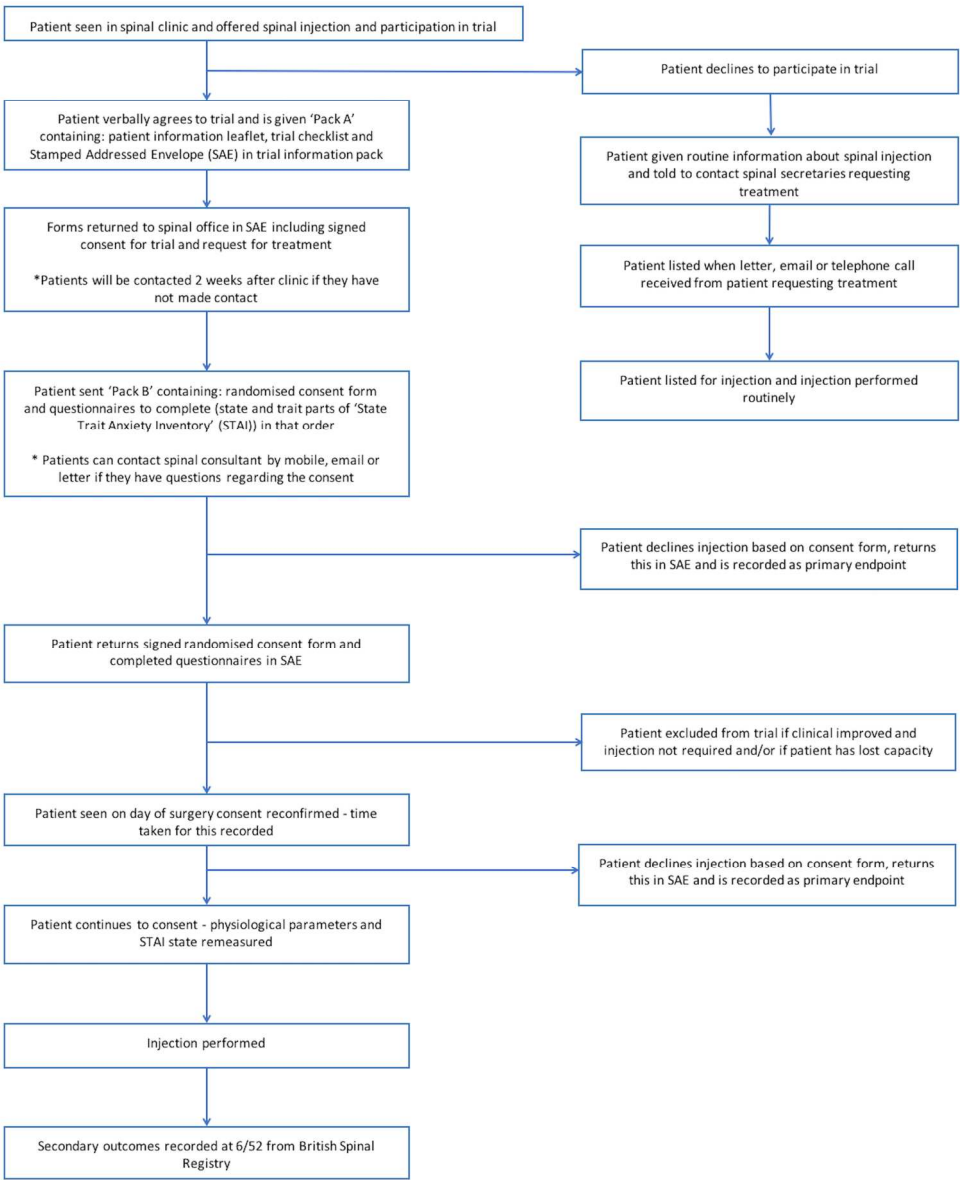 Patient seen in spinal clinic and offered spinal injection and participation in trial
Patient declines to participate in trial
Patient verbally agrees to trial and is given ‘Pack A’
containing: patient information leaflet, trial checklist and
Stamped Addressed Envelope (SAE) in trial information pack
Patient given routine information about spinal injection
and told to contact spinal secretaries requesting
treatment
Forms returned to spinal office in SAE including signed
consent for trial and request for treatment
*Patients will be contacted 2 weeks after clinic if they have
not made contact
Patient listed when letter, email or telephone call
received from patient requesting treatment
Patient listed for injection and injection performed
routinely
Patient sent ‘Pack B’ containing: randomised consent form
and questionnaires to complete (state and trait parts of ‘State
Trait Anxiety Inventory’ (STAI)) in that order
* Patients can contact spinal consultant by mobile, email or
letter if they have questions regarding the consent
Patient declines injection based on consent form, returns
this in SAE and is recorded as primary endpoint
Patient returns signed randomised consent form and
completed questionnaires in SAE
Patient excluded from trial if clinical improved and
injection not required and/or if patient has lost capacity
Patient seen on day of surgery consent reconfirmed - time
taken for this recorded
Patient declines injection based on consent form, returns
this in SAE and is recorded as primary endpoint
Patient continues to consent - physiological parameters and
STAI state remeasured
Injection performed
Secondary outcomes recorded at 6/52 from British Spinal
Registry